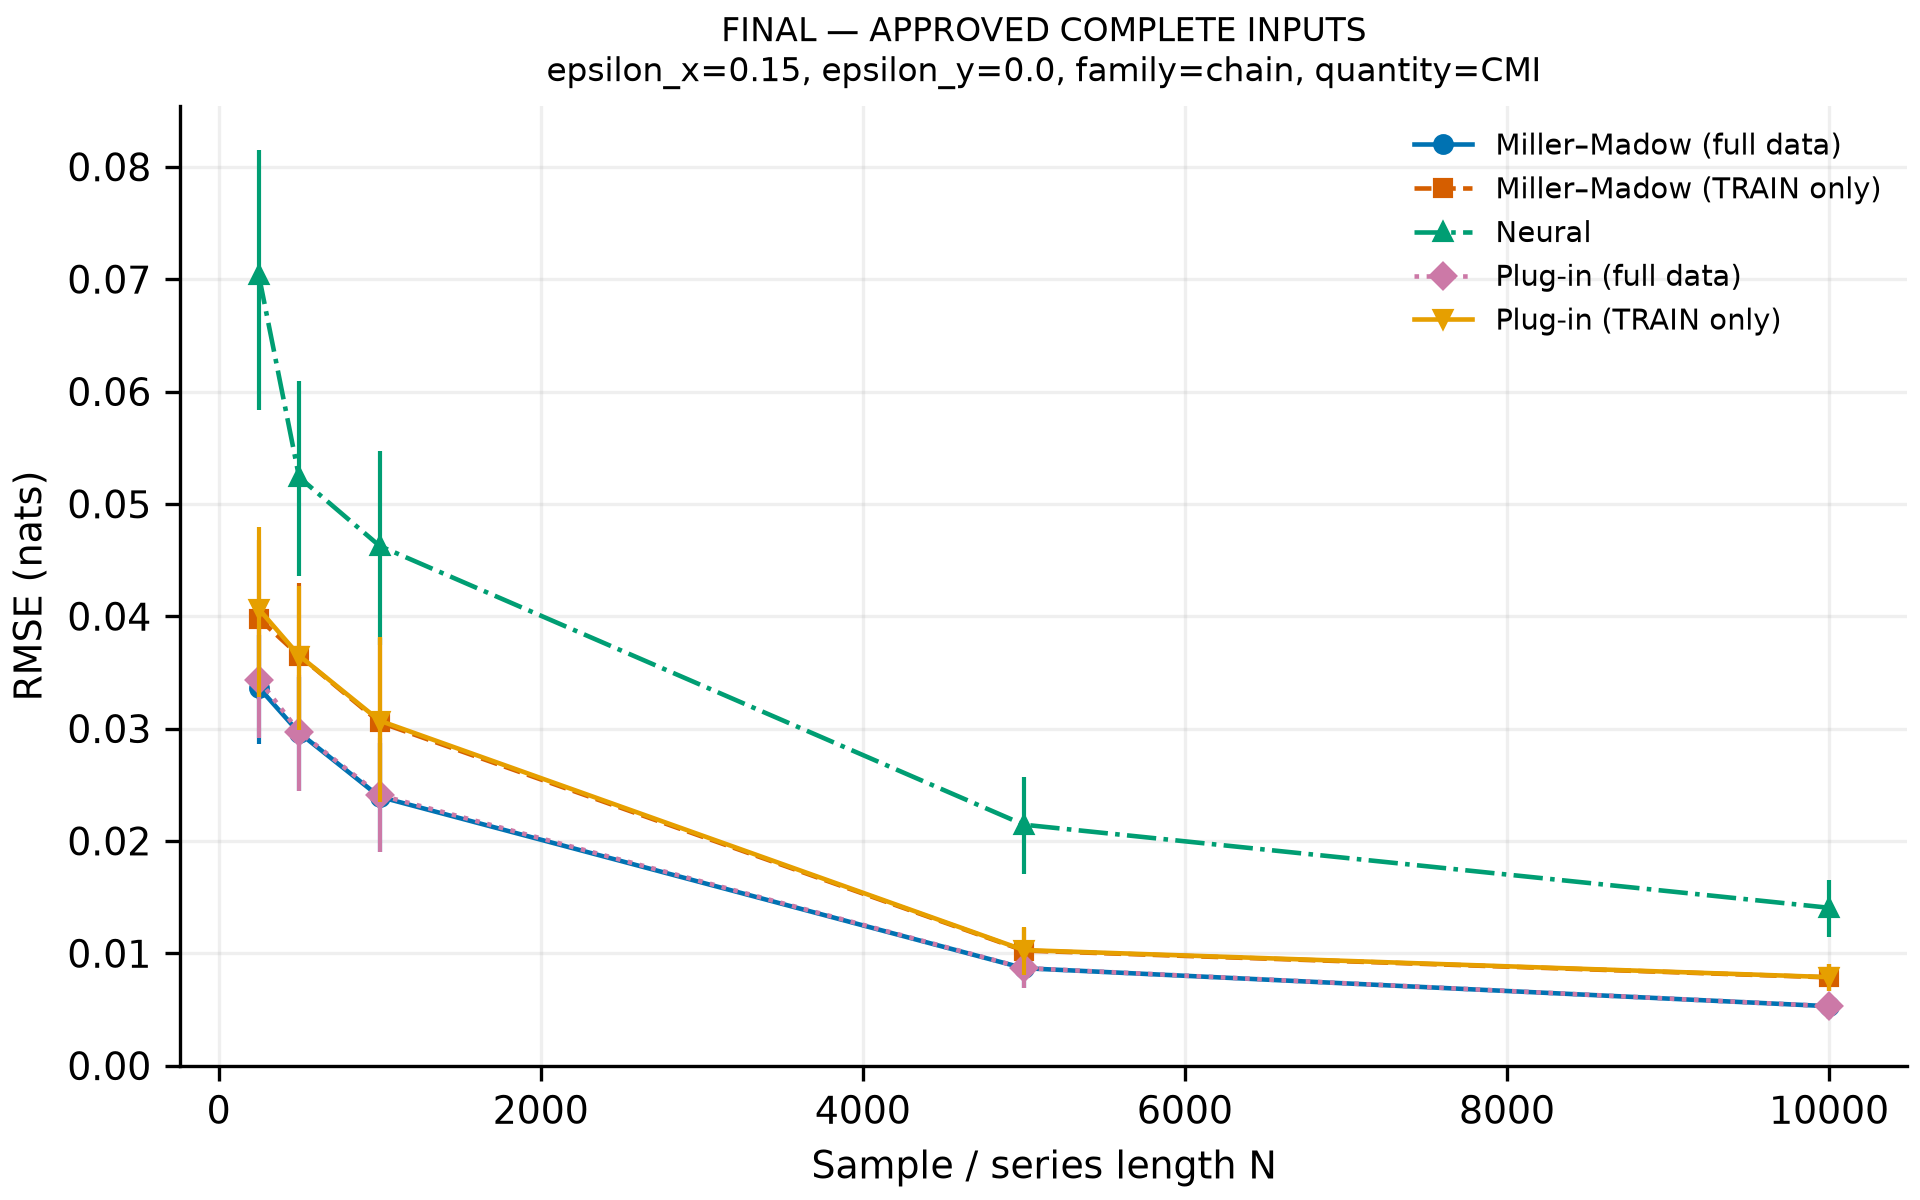 FINAL — APPROVED COMPLETE INPUTS
epsilon_x=0.15, epsilon_y=0.0, family=chain, quantity=CMI
Miller–Madow (full data)
Miller–Madow (TRAIN only)
Neural
Plug-in (full data)
Plug-in (TRAIN only)
RMSE (nats)
0.08
0.07
0.06
0.05
0.04
0.03
0.02
0.01
0.00
0 2000 4000 6000 8000 10000
Sample / series length N